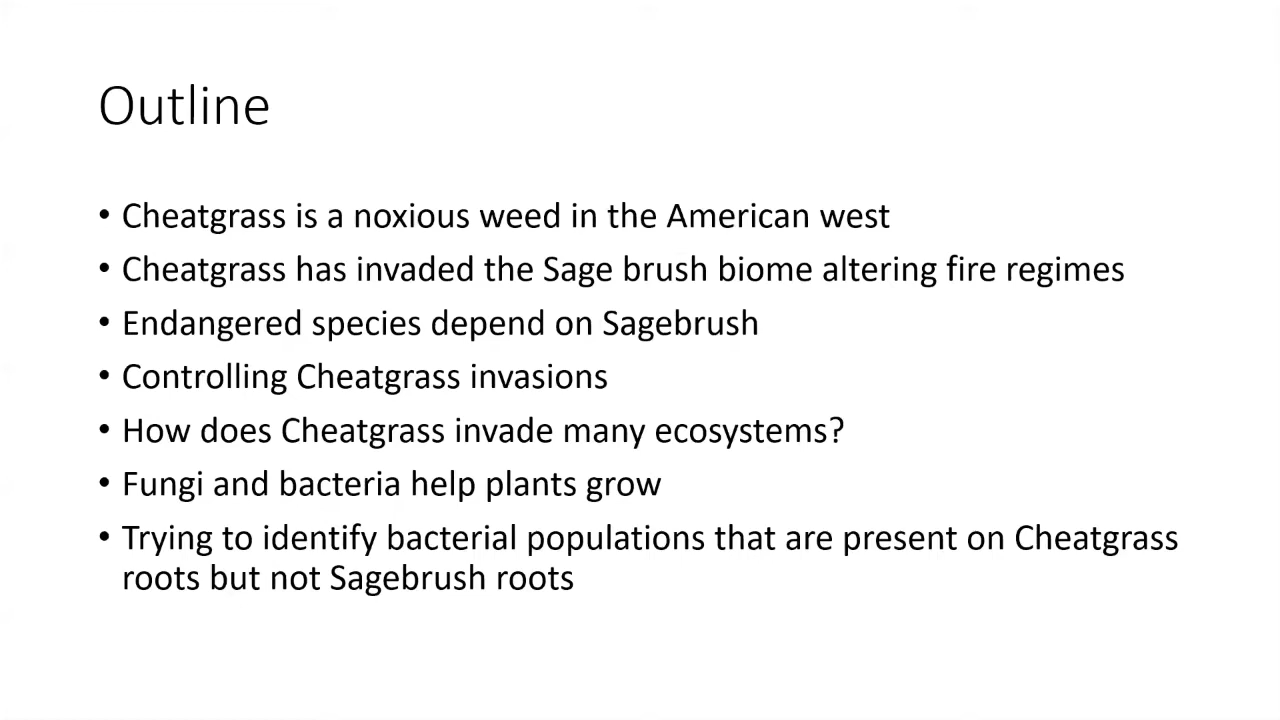 Outline
• Cheatgrass is a noxious weed in the American west
• Cheatgrass has invaded the Sage brush biome altering fire regimes
• Endangered species depend on Sagebrush
• Controlling Cheatgrass invasions
• How does Cheatgrass invade many ecosystems?
• Fungi and bacteria help plants grow
• Trying to identify bacterial populations that are present on Cheatgrass
roots but not Sagebrush roots